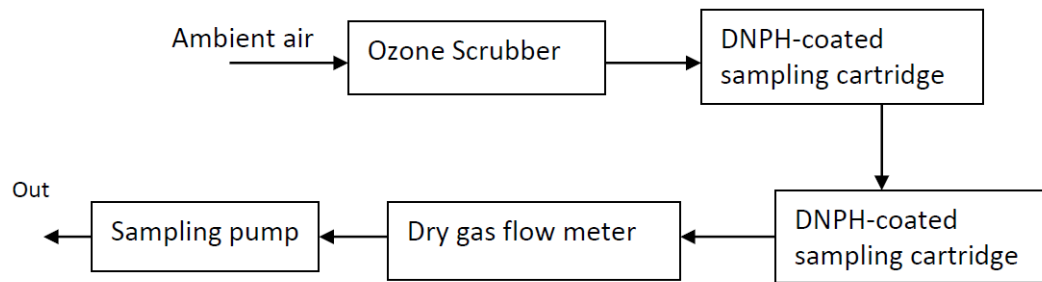 Ambient air
Ozone Scrubber
DNPH-coated
sampling cartridge
DNPH-coated
sampling cartridge
Dry gas flow meter
Sampling pump
Out